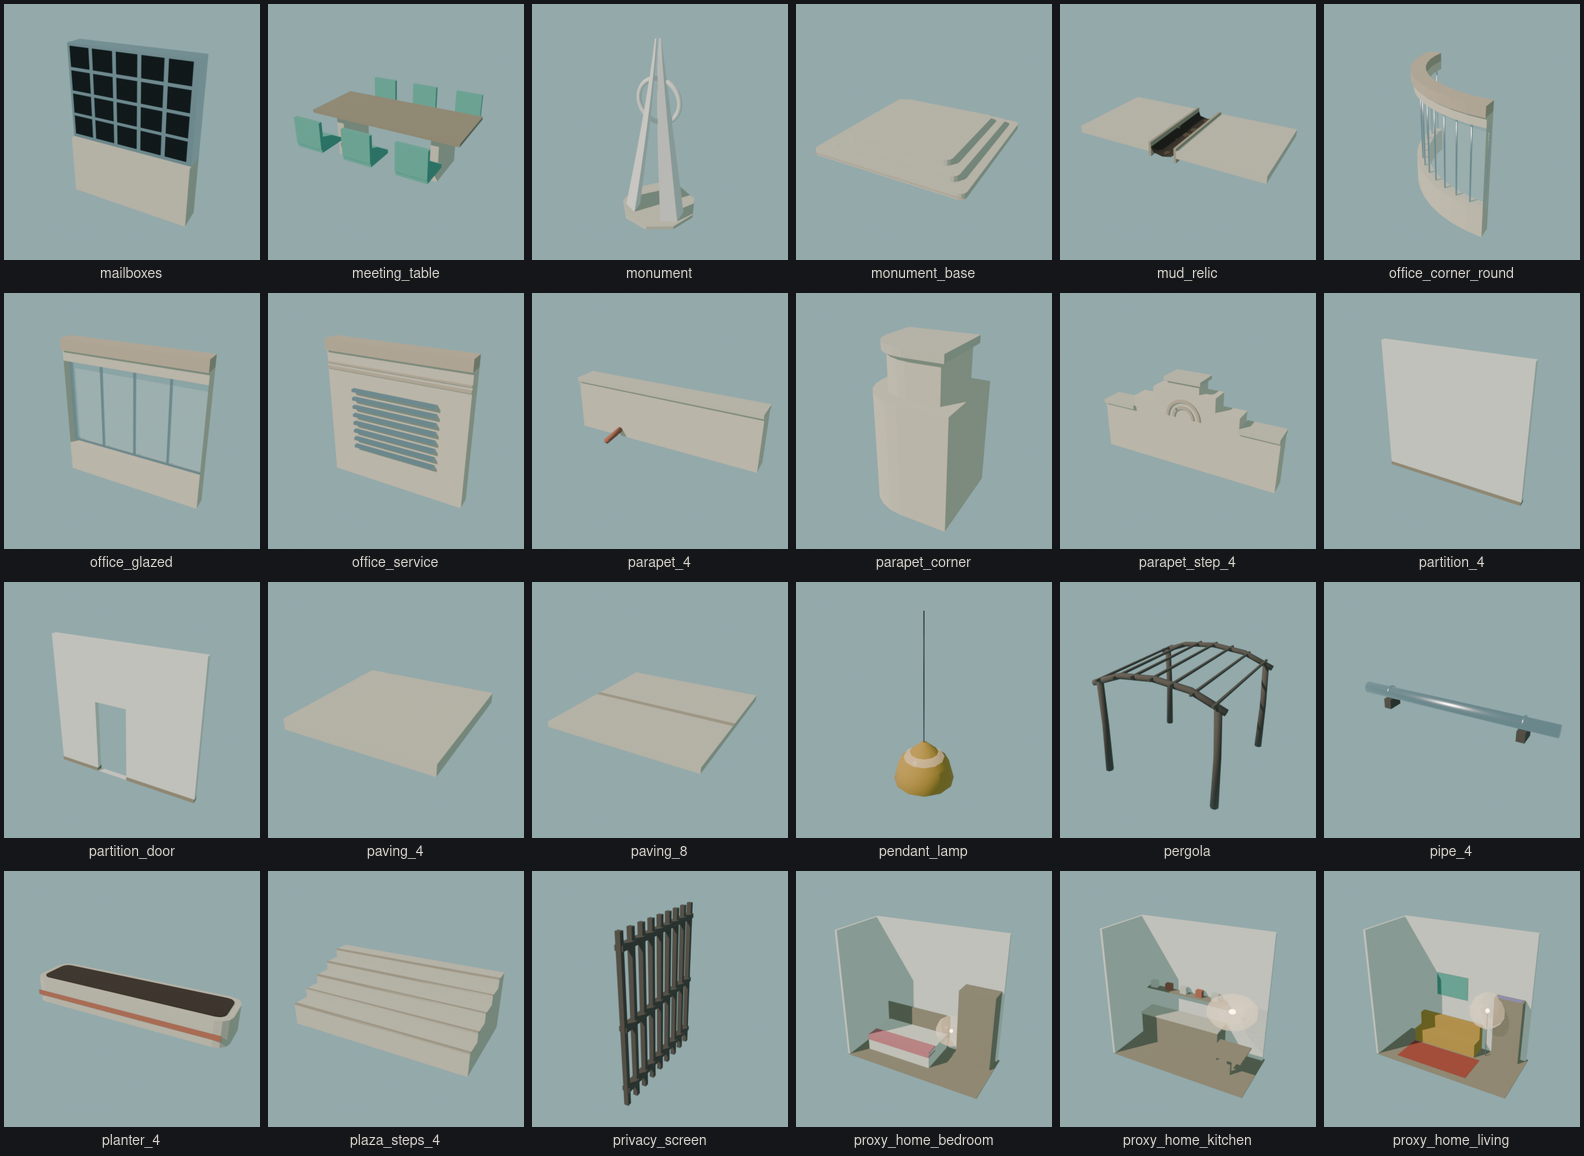 mailboxes
meeting_table
monument
monument_base
mud_relic
office_corner_round
office_glazed
office_service
parapet_4
parapet_corner
parapet_step_4
partition_4
partition_door
paving_4
paving_8
pendant_lamp
pergola
pipe_4
planter_4
plaza_steps_4
privacy_screen
proxy_home_bedroom
proxy_home_kitchen
proxy_home_living